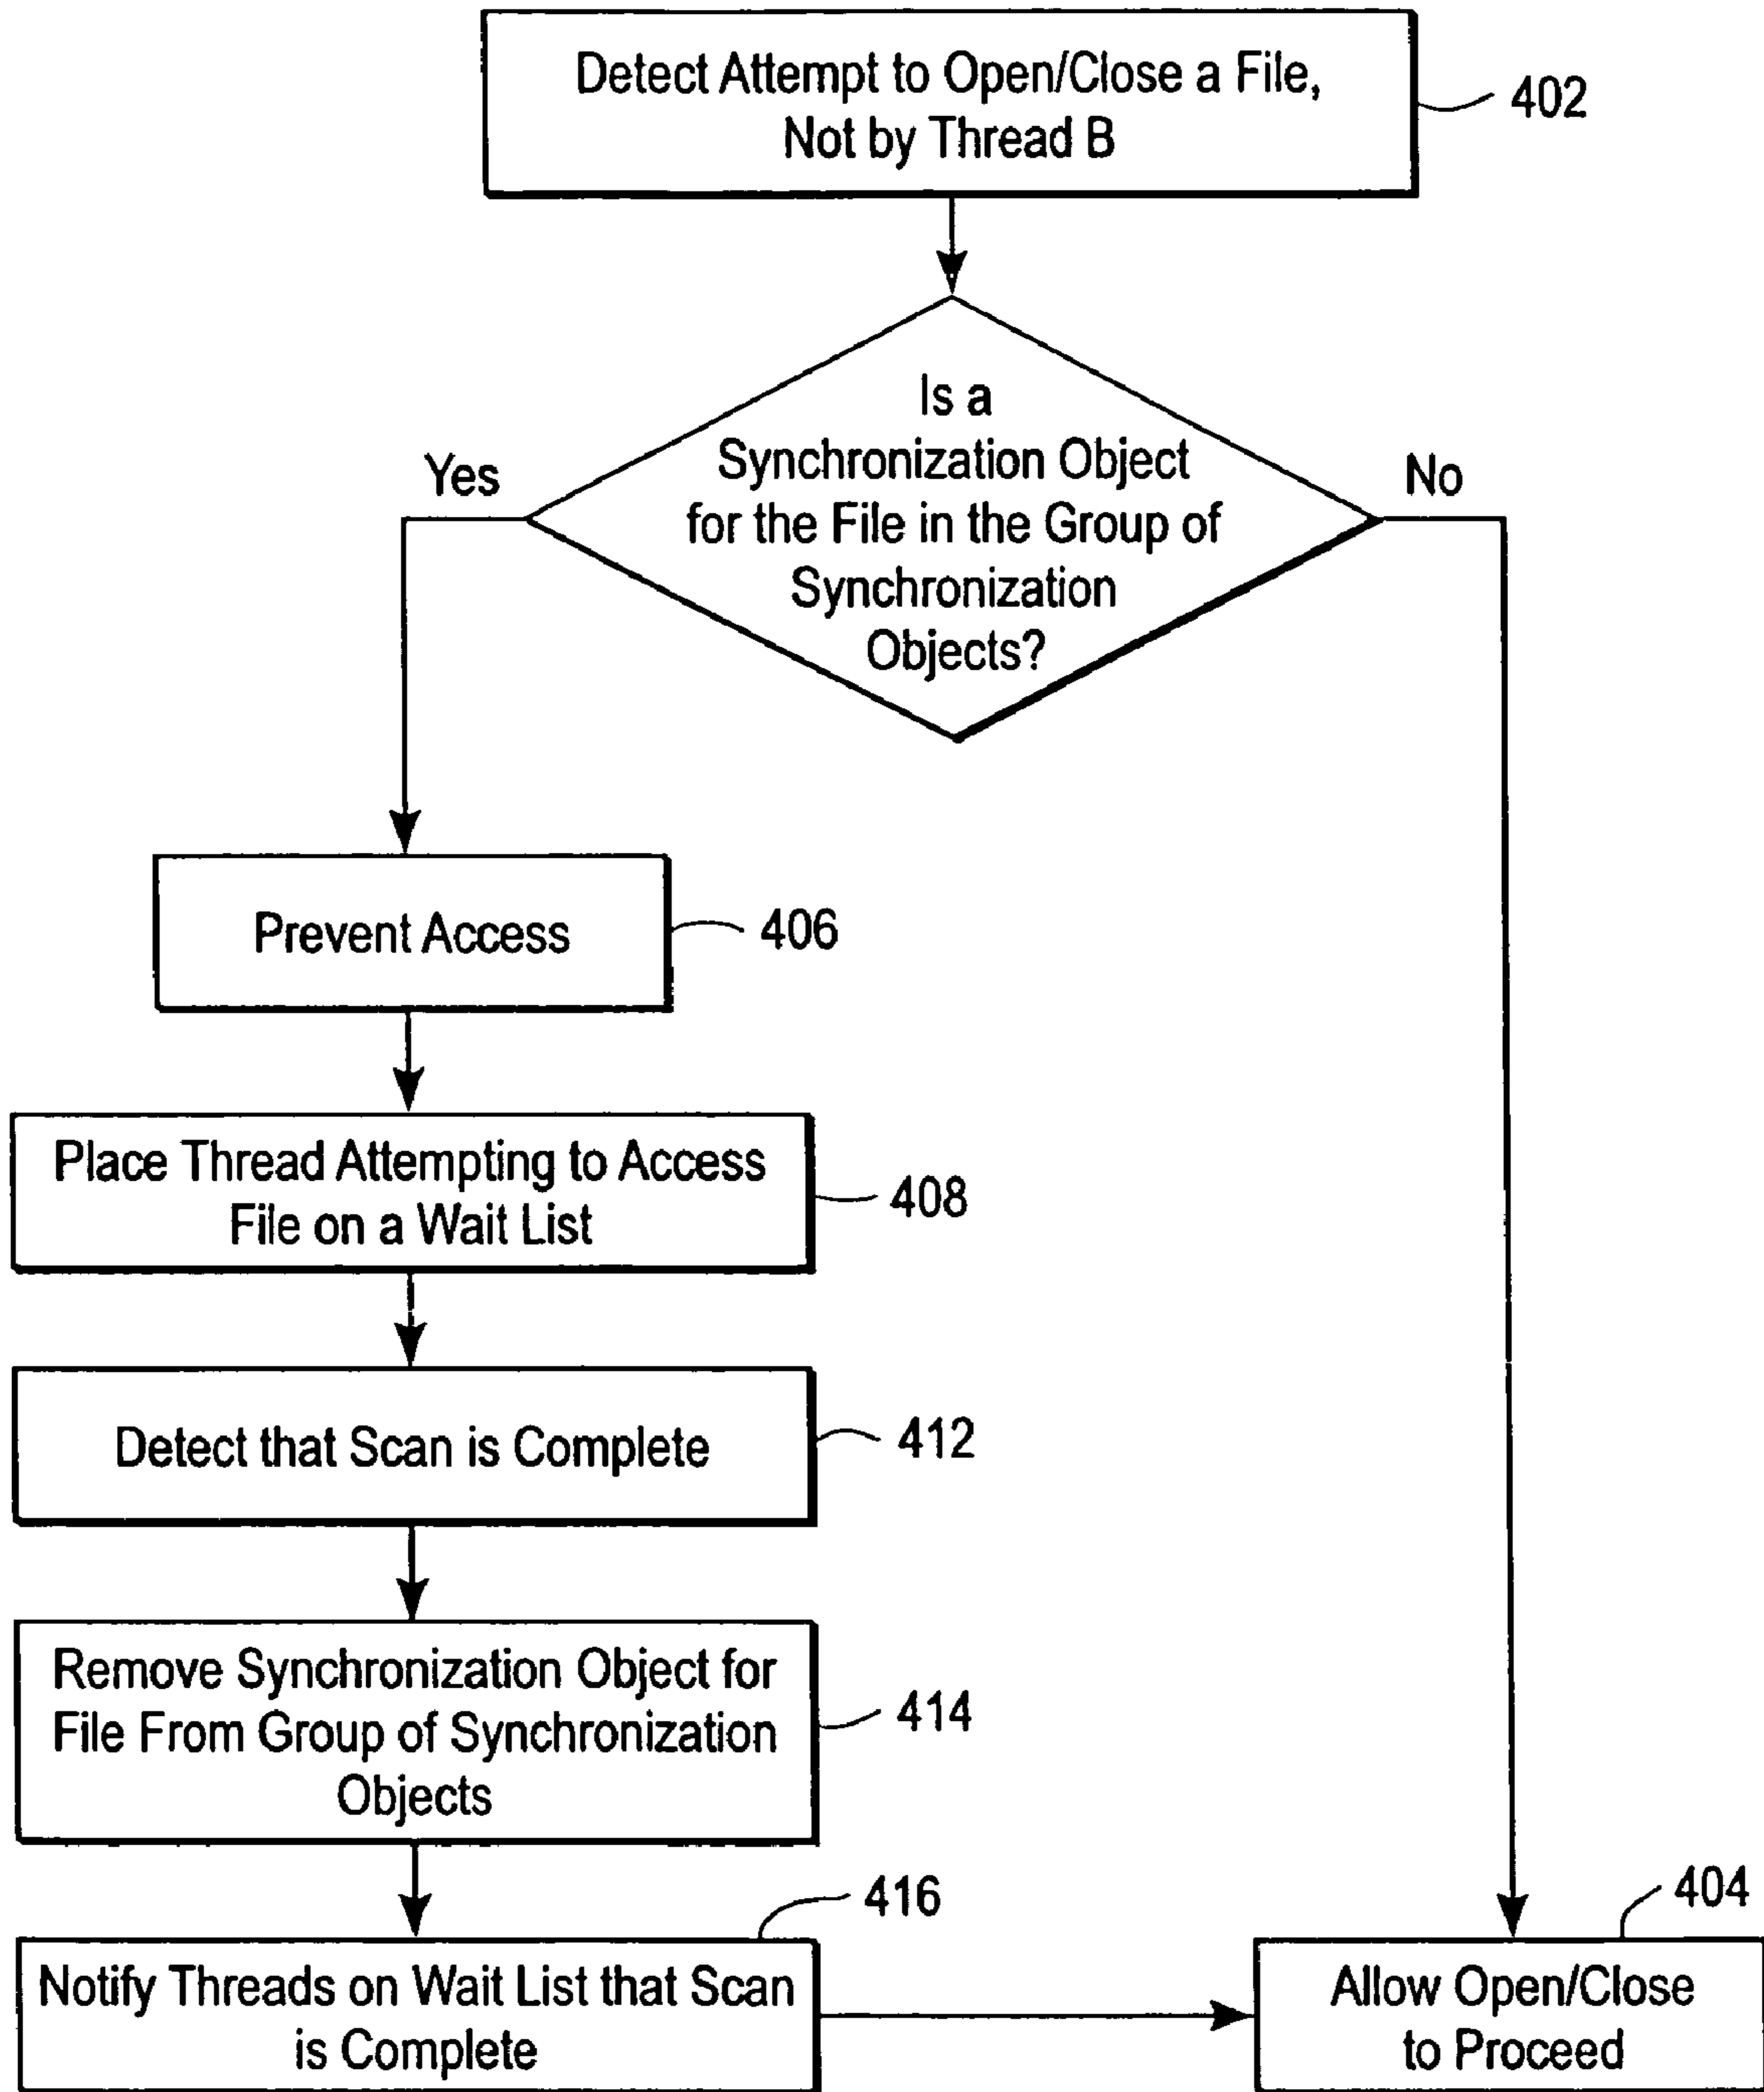 Detect Attempt to Open/Close a File,
Not by Thread B
402
Is a
Synchronization Object
for the File in the Group of
Synchronization
Objects?
Yes
No
Prevent Access
406
Place Thread Attempting to Access
File on a Wait List
408
Detect that Scan is Complete
412
Remove Synchronization Object for
File From Group of Synchronization
Objects
414
Notify Threads on Wait List that Scan
is Complete
416
Allow Open/Close
to Proceed
404